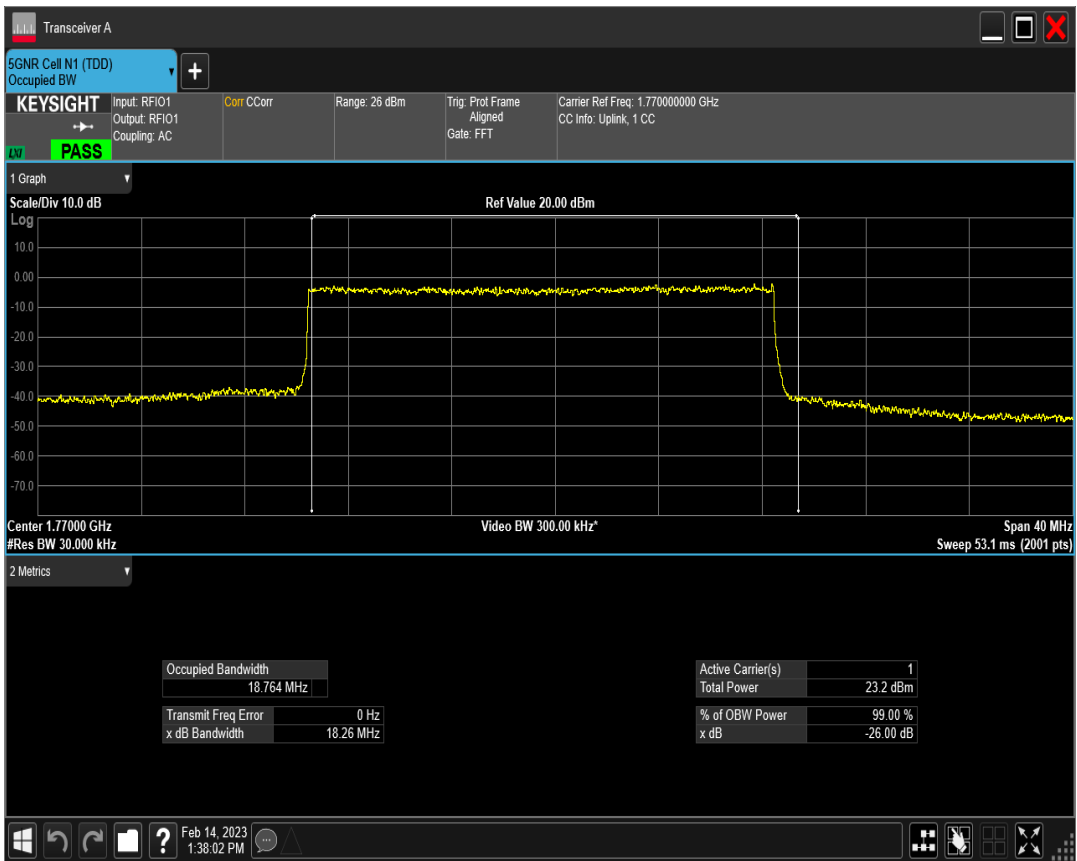 Transceiver A
5GNR Cell N1 (TDD)
Occupied BW
+
KEYSIGHT
LXI
PASS
Input: RFIO1
Output: RFIO1
Coupling: AC
Corr CCorr
Range: 26 dBm
Trig: Prot Frame
Aligned
Gate: FFT
Carrier Ref Freq: 1.770000000 GHz
CC Info: Uplink, 1 CC
1 Graph
Scale/Div 10.0 dB
Ref Value 20.00 dBm
Log
10.0
0.00
-10.0
-20.0
-30.0
-40.0
-50.0
-60.0
-70.0
Center 1.77000 GHz
Video BW 300.00 kHz*
Span 40 MHz
#Res BW 30.000 kHz
Sweep 53.1 ms (2001 pts)
2 Metrics
Occupied Bandwidth
18.764 MHz
Transmit Freq Error 0 Hz
x dB Bandwidth 18.26 MHz
Active Carrier(s) 1
Total Power 23.2 dBm
% of OBW Power 99.00 %
x dB -26.00 dB
?
Feb 14, 2023
1:38:02 PM